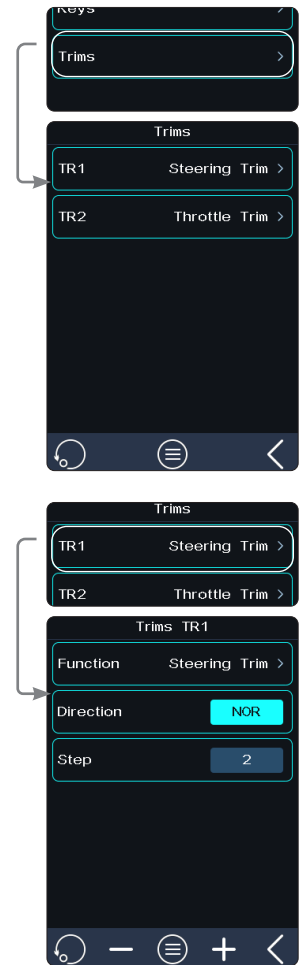 Keys
Trims
Trims
TR1 Steering Trim
TR2 Throttle Trim
Trims
TR1 Steering Trim
TR2 Throttle Trim
Trims TR1
Function Steering Trim
Direction NOR
Step 2